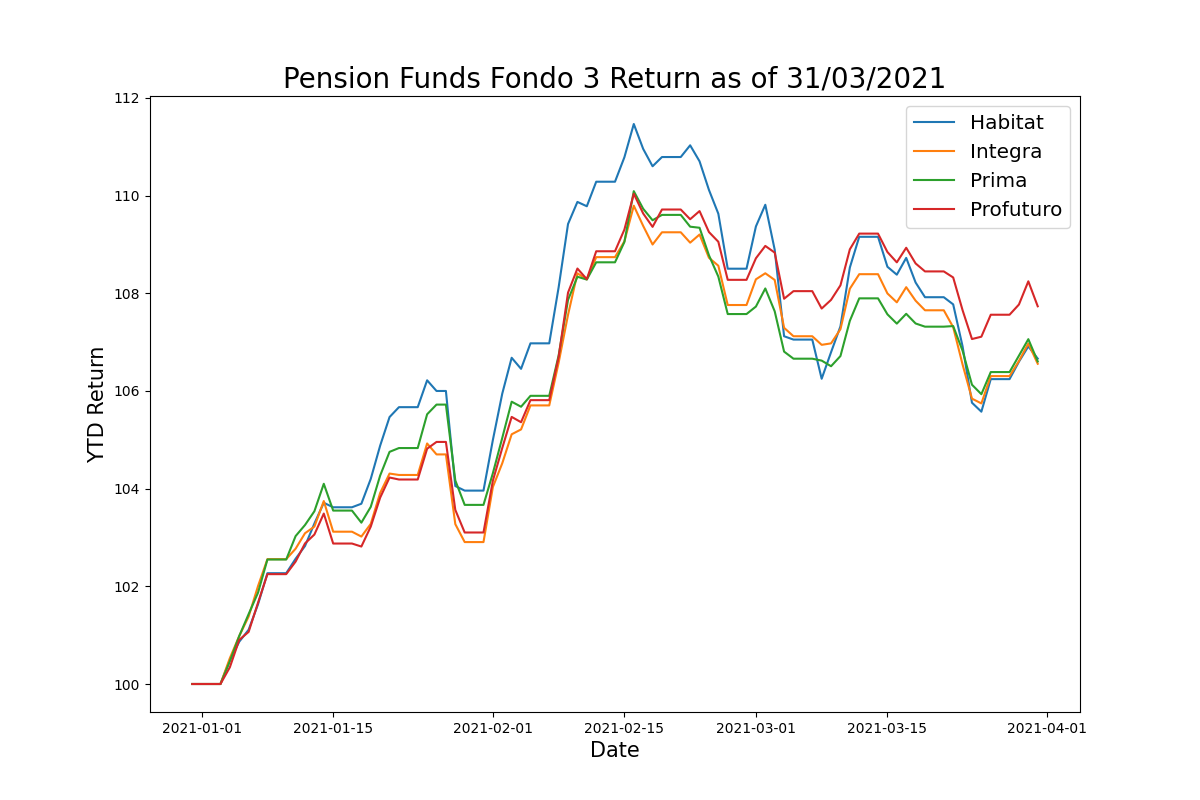 Pension Funds Fondo 3 Return as of 31/03/2021
112
110
108
106
104
102
100
YTD Return
Habitat
Integra
Prima
Profuturo
2021-01-01 2021-01-15 2021-02-01 2021-02-15 2021-03-01 2021-03-15 2021-04-01
Date